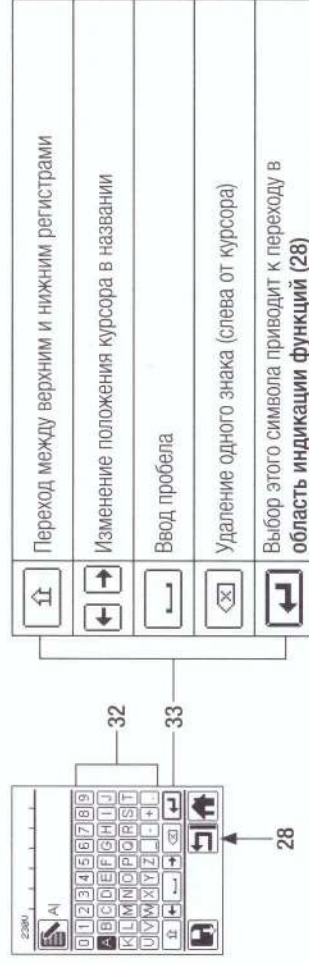 238U
A|
0 1 2 3 4 5 6 7 8 9
A B C D E F G H I J
K L M N O P Q R S T
U V W X Y Z _ - + .
32
33
28
Переход между верхним и нижним регистрами
Изменение положения курсора в названии
Ввод пробела
Удаление одного знака (слева от курсора)
Выбор этого символа приводит к переходу в
область индикации функций (28)